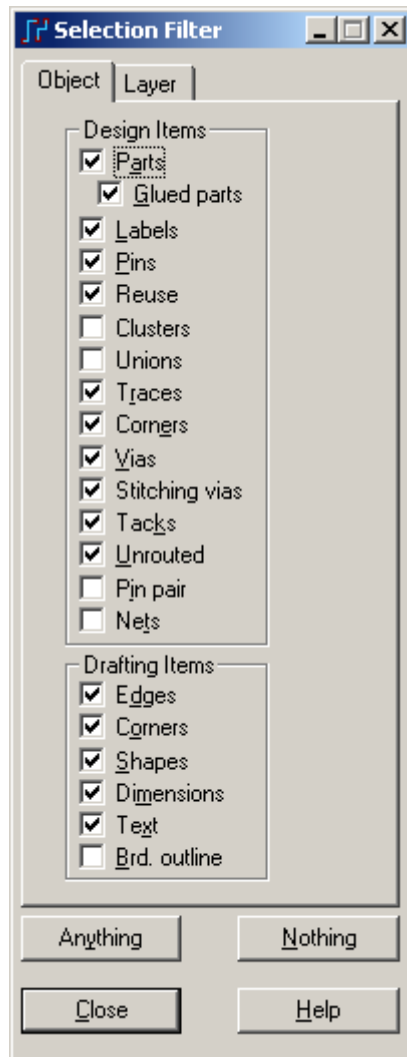 Selection Filter
Object
Layer
Design Items
Parts
Glued parts
Labels
Pins
Reuse
Clusters
Unions
Traces
Corners
Vias
Stitching vias
Tacks
Unrouted
Pin pair
Nets
Drafting Items
Edges
Corners
Shapes
Dimensions
Text
Brd. outline
Anything
Nothing
Close
Help